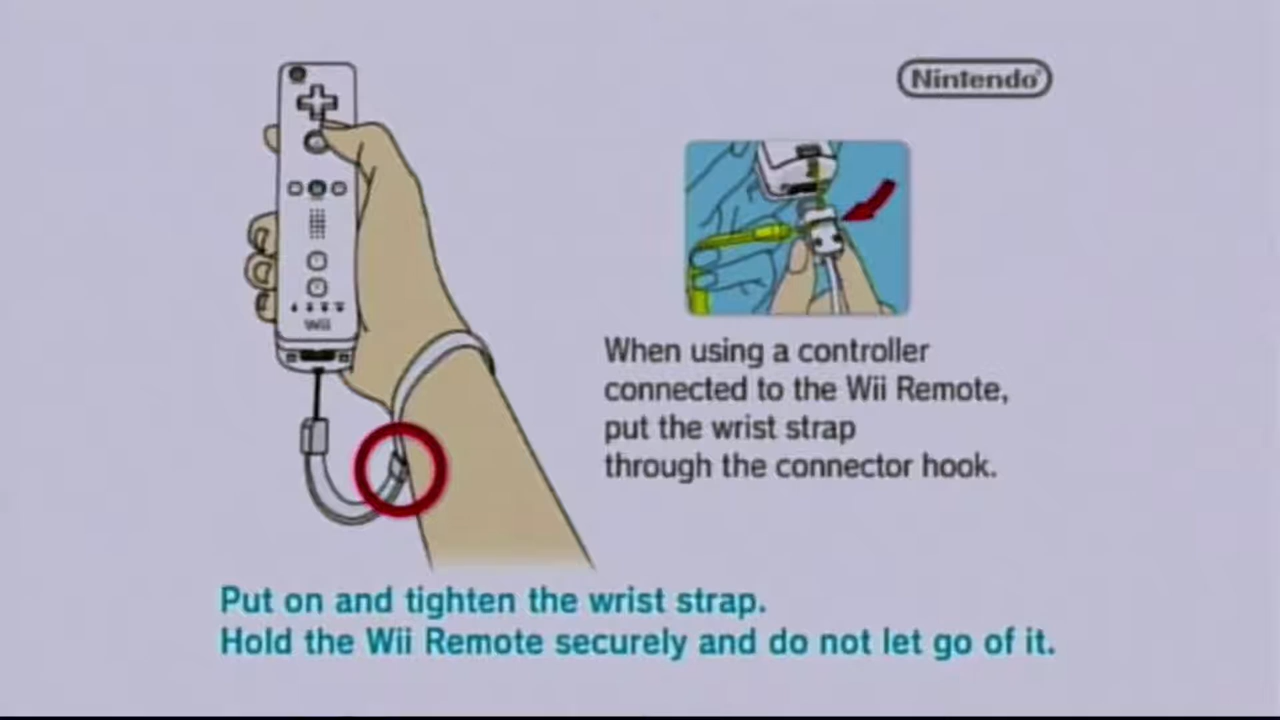 Nintendo®
Wii
When using a controller
connected to the Wii Remote,
put the wrist strap
through the connector hook.
Put on and tighten the wrist strap.
Hold the Wii Remote securely and do not let go of it.